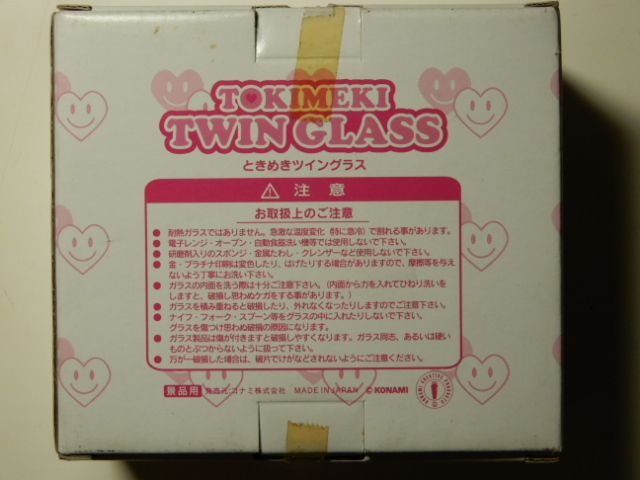 TOKIMEKI
TWIN GLASS
ときめきツイングラス
注意
お取扱上のご注意
● 耐熱ガラスではありません。急激な温度変化（特に急冷）で割れる事があります。
● 電子レンジ・オーブン・自動食器洗い機等では使用しないで下さい。
● 研磨剤入りのスポンジ・金属たわし・クレンザーなど使用しないで下さい。
● 金・プラチナ印刷は変色したり、はげたりする場合がありますので、摩擦等を与え
ないよう丁寧にお洗い下さい。
● ガラスの内面を洗う際は十分ご注意下さい。（内面から力を入れてひねり洗いを
しますと、破損し思わぬケガをする事があります。）
● ガラスを積み重ねると破損したり、外れなくなったりしますのでご注意下さい。
● ナイフ・フォーク・スプーン等をグラスの中に入れたりしないで下さい。
グラスを傷つけ思わぬ破損の原因になります。
● ガラス製品は傷が付きますと破損しやすくなります。ガラス同志、あるいは硬い
ものとぶつからないように扱って下さい。
● 万が一破損した場合は、破片でけがなどされないようにご注意ください。
景品用 発売元:コナミ株式会社 MADE IN JAPAN ©KONAMI